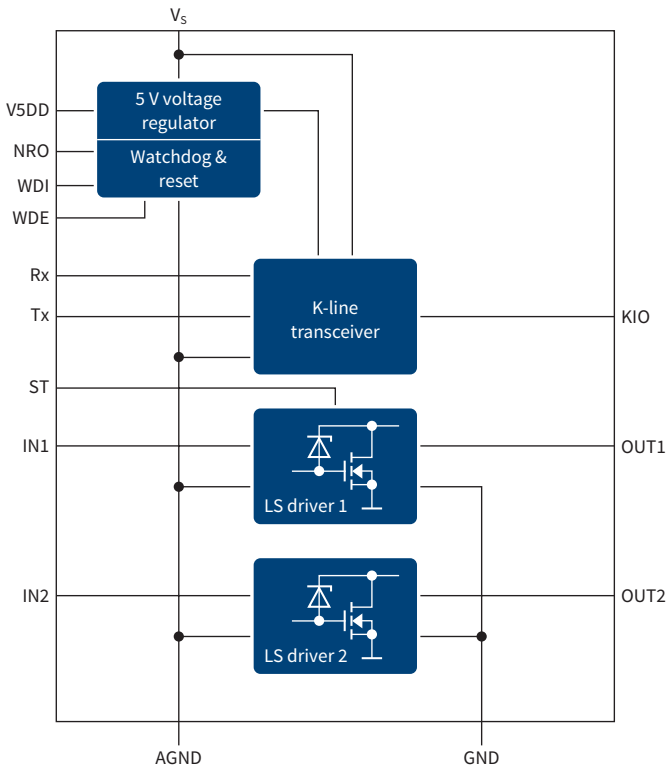 Vs
5 V voltage
regulator
Watchdog &
reset
V5DD
NRO
WDI
WDE
Rx
Tx
K-line
transceiver
KIO
ST
IN1
LS driver 1
OUT1
IN2
LS driver 2
OUT2
AGND
GND